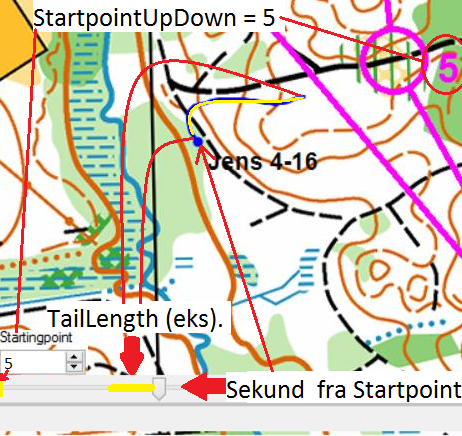 StartpointUpDown = 5
5
Jens 4-16
TailLength (eks).
Startingpoint
5
Sekund fra Startpoint